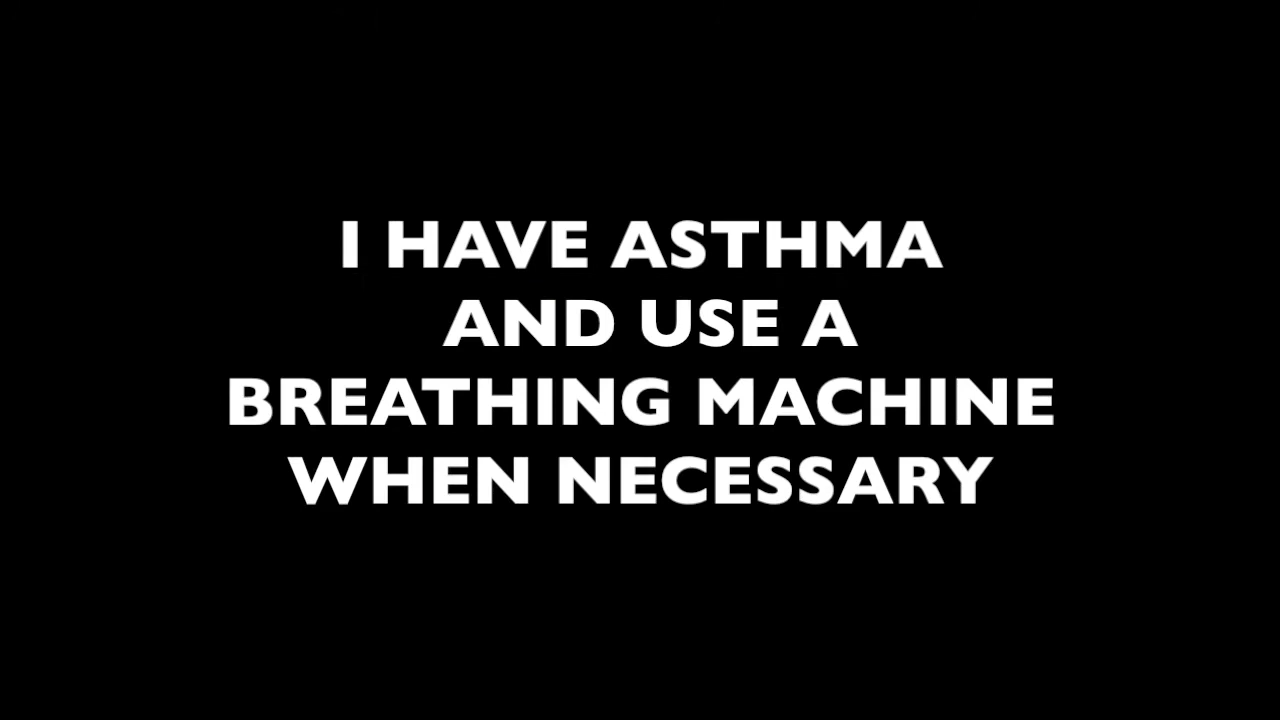 I HAVE ASTHMA
AND USE A
BREATHING MACHINE
WHEN NECESSARY